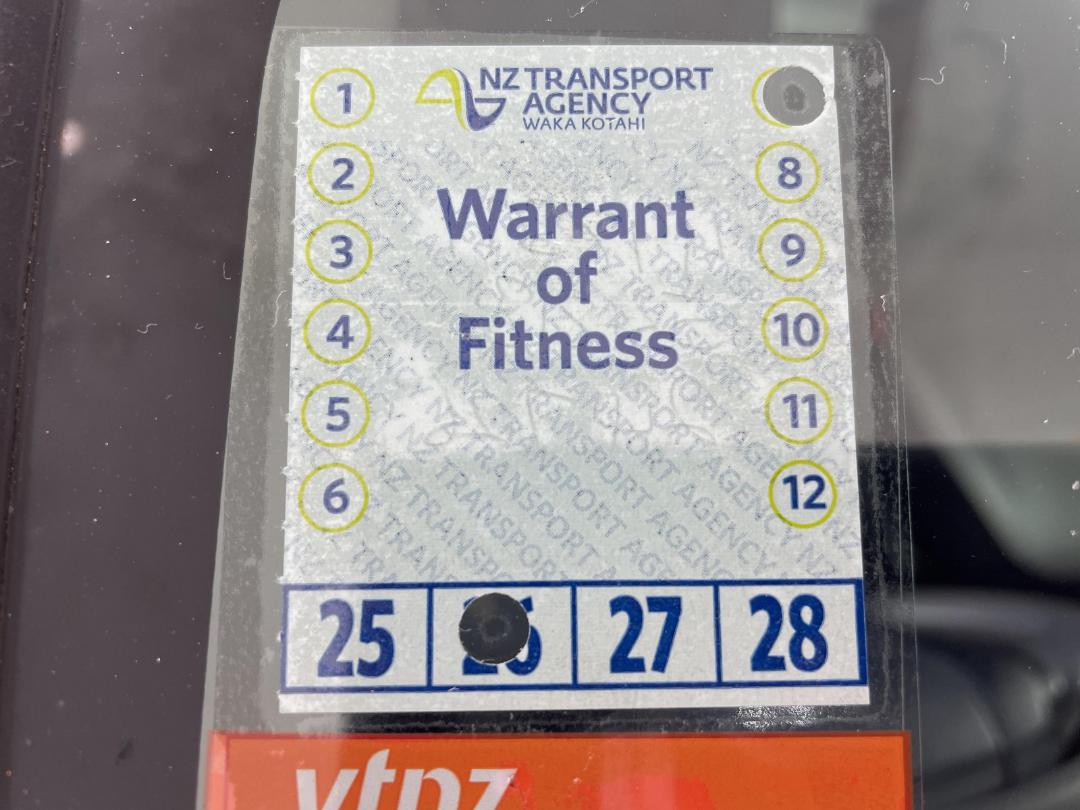 NZ TRANSPORT
AGENCY
WAKA KOTAHI
1
2
3
4
5
6
8
9
10
11
12
Warrant
of
Fitness
25
27
28
vtnz